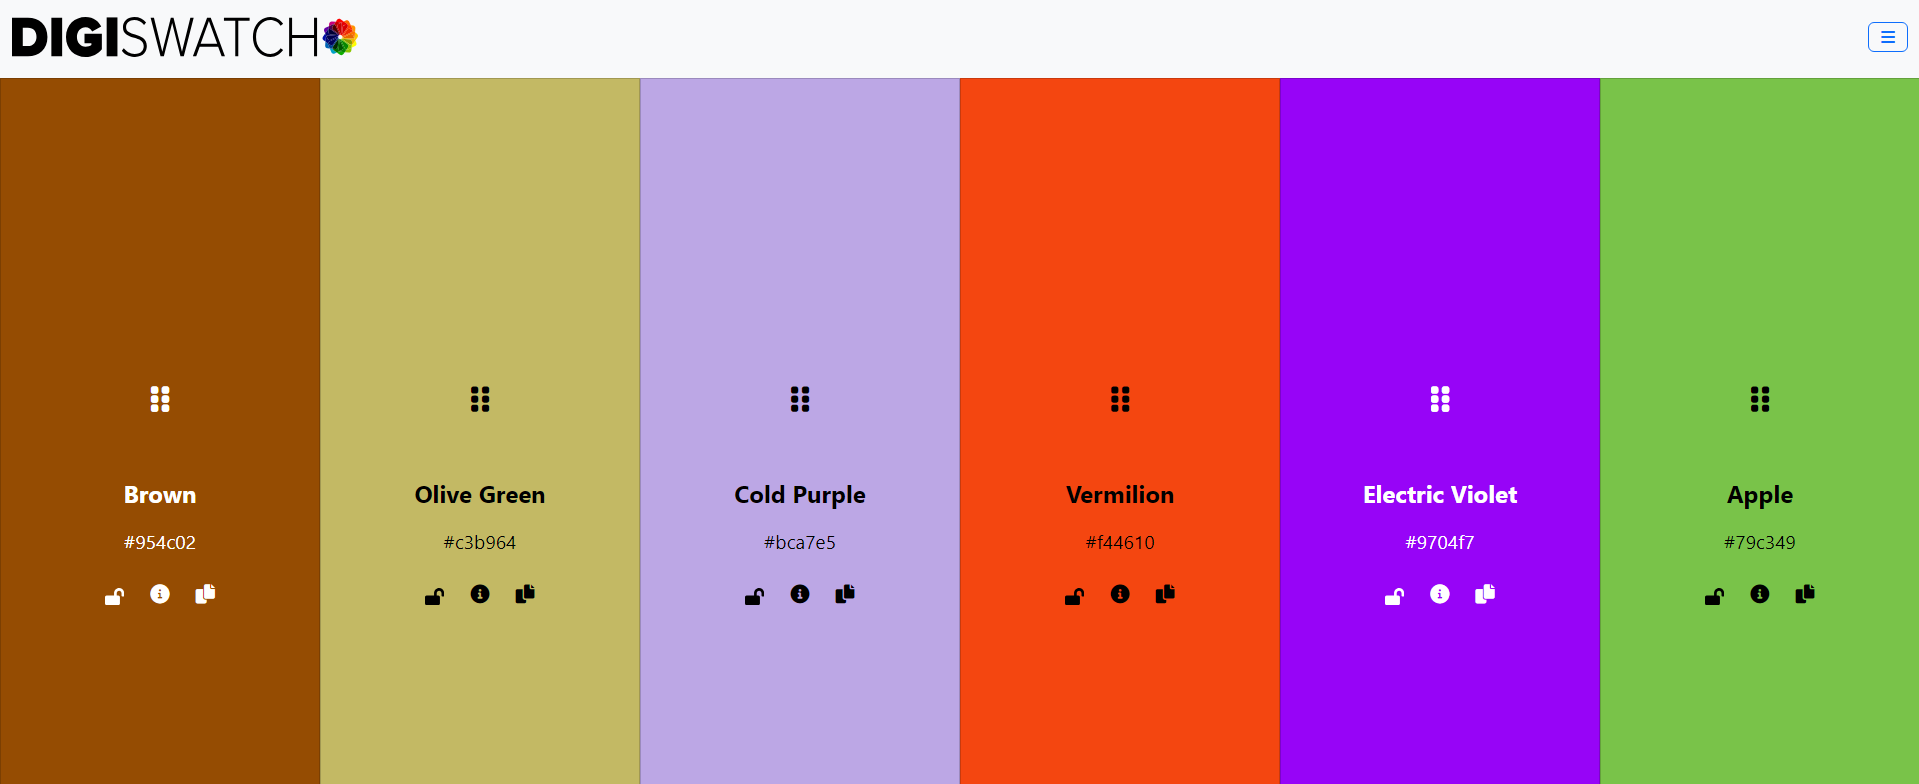 DIGISWATCH
Brown
#954c02
Olive Green
#c3b964
Cold Purple
#bca7e5
Vermilion
#f44610
Electric Violet
#9704f7
Apple
#79c349